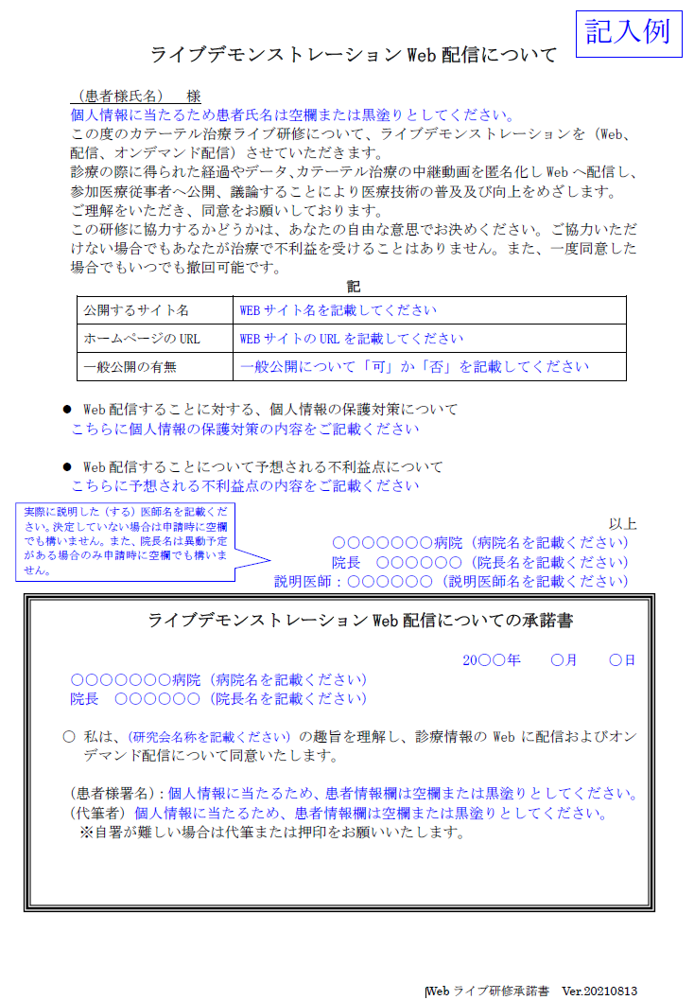 記入例
ライブデモンストレーション Web 配信について
（患者様氏名）　様
個人情報に当たるため患者氏名は空欄または黒塗りとしてください。
この度のカテーテル治療ライブ研修について、ライブデモンストレーションを（Web、
配信、オンデマンド配信）させていただきます。
診療の際に得られた経過やデータ、カテーテル治療の中継動画を匿名化し Web へ配信し、
参加医療従事者へ公開、議論することにより医療技術の普及及び向上をめざします。
ご理解をいただき、同意をお願いしております。
この研修に協力するかどうかは、あなたの自由な意思でお決めください。ご協力いただ
けない場合でもあなたが治療で不利益を受けることはありません。また、一度同意した
場合でもいつでも撤回可能です。
記
公開するサイト名　WEB サイト名を記載してください
ホームページの URL　WEB サイトの URL を記載してください
一般公開の有無　一般公開について「可」か「否」を記載してください
● Web 配信することに対する、個人情報の保護対策について
こちらに個人情報の保護対策の内容をご記載ください
● Web 配信することについて予想される不利益点について
こちらに予想される不利益点の内容をご記載ください
実際に説明した（する）医師名を記載くだ
さい。決定していない場合は申請時に空欄
でも構いません。また、院長名は異動予定
がある場合のみ申請時に空欄でも構いま
せん。
以上
〇〇〇〇〇〇〇病院（病院名を記載ください）
院長　〇〇〇〇〇〇（院長名を記載ください）
説明医師：〇〇〇〇〇〇（説明医師名を記載ください）
ライブデモンストレーション Web 配信についての承諾書
20〇〇年　　〇月　　〇日
〇〇〇〇〇〇〇病院（病院名を記載ください）
院長　〇〇〇〇〇〇（院長名を記載ください）
〇 私は、（研究会名称を記載ください）の趣旨を理解し、診療情報の Web に配信およびオン
デマンド配信について同意いたします。
（患者様署名）：個人情報に当たるため、患者情報欄は空欄または黒塗りとしてください。
（代筆者）個人情報に当たるため、患者情報欄は空欄または黒塗りとしてください。
※自署が難しい場合は代筆または押印をお願いいたします。
Web ライブ研修承諾書　Ver.20210813